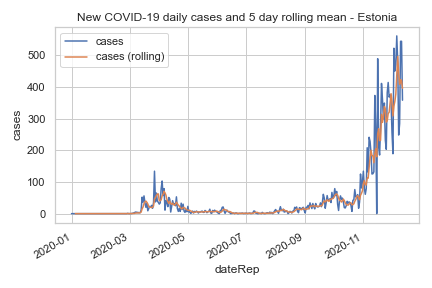 New COVID-19 daily cases and 5 day rolling mean - Estonia
cases
cases (rolling)
cases
500
400
300
200
100
0
2020-01
2020-03
2020-05
2020-07
2020-09
2020-11
dateRep